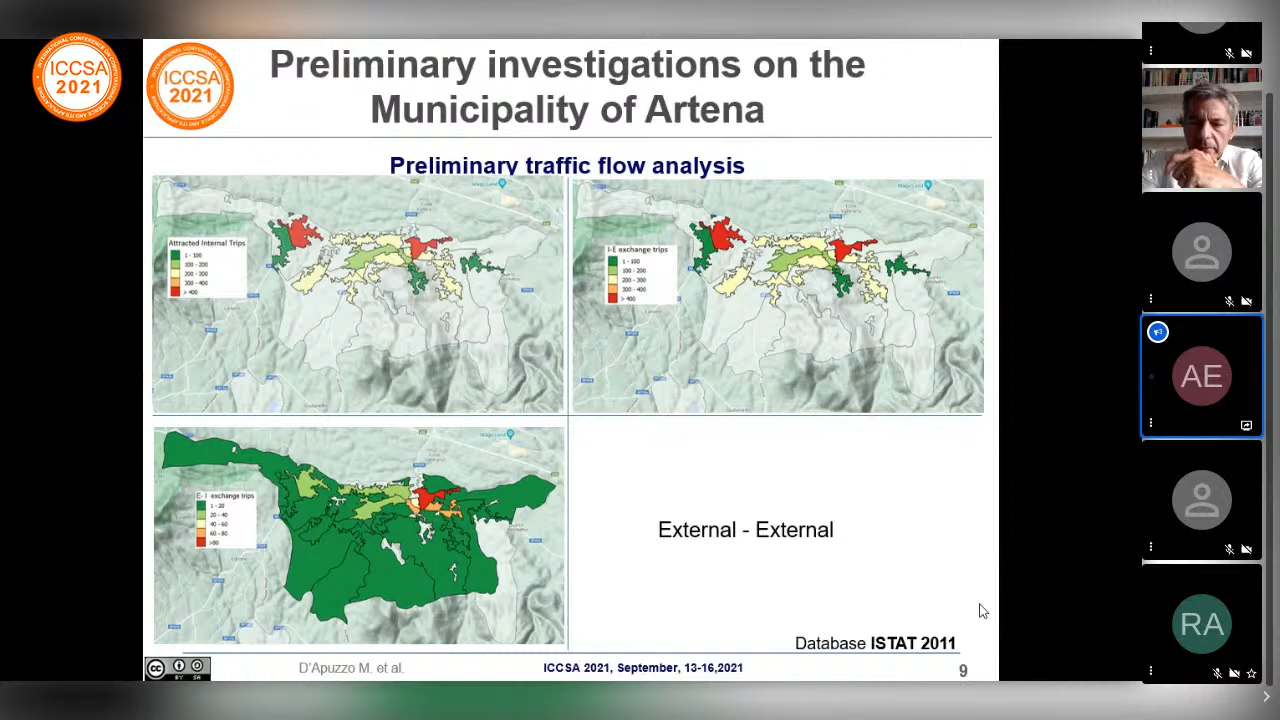 ICCSA
2021
ICCSA
2021
Preliminary investigations on the
Municipality of Artena
Preliminary traffic flow analysis
Attracted Internal Trips
1 - 100
100 - 200
200 - 300
300 - 400
> 400
I-E exchange trips
1 - 100
100 - 200
200 - 300
300 - 400
> 400
E- I exchange trips
1 - 20
20 - 40
40 - 60
60 - 80
>80
External - External
Database ISTAT 2011
D'Apuzzo M. et al.
ICCSA 2021, September, 13-16,2021
9
BY SA
AE
RA